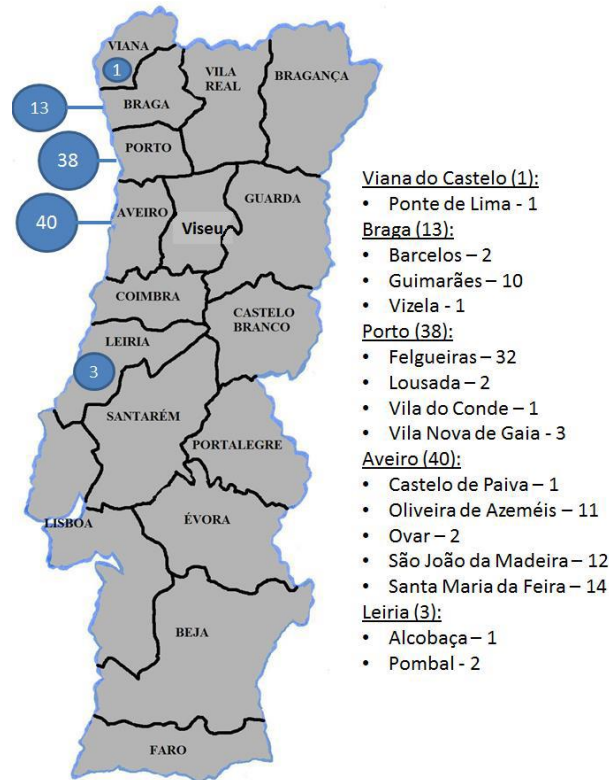 VIANA
1
VILA
REAL
BRAGANÇA
13
BRAGA
PORTO
38
AVEIRO
40
Viseu
GUARDA
COIMBRA
CASTELO
BRANCO
LEIRIA
3
SANTARÉM
PORTALEGRE
LISBOA
ÉVORA
BEJA
FARO
Viana do Castelo (1):
• Ponte de Lima - 1
Braga (13):
• Barcelos – 2
• Guimarães – 10
• Vizela - 1
Porto (38):
• Felgueiras – 32
• Lousada – 2
• Vila do Conde – 1
• Vila Nova de Gaia - 3
Aveiro (40):
• Castelo de Paiva – 1
• Oliveira de Azeméis – 11
• Ovar – 2
• São João da Madeira – 12
• Santa Maria da Feira – 14
Leiria (3):
• Alcobaça – 1
• Pombal - 2